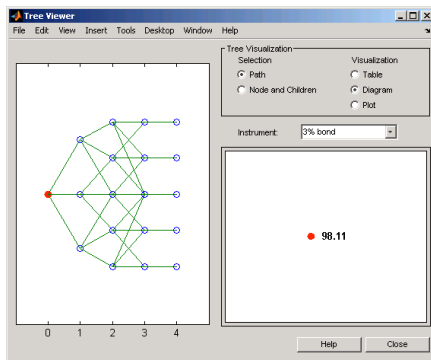 Tree Viewer
File Edit View Insert Tools Desktop Window Help
Tree Visualization
Selection Visualization
Path Table
Node and Children Diagram
Plot
Instrument: 3% bond
98.11
0 1 2 3 4
Help Close